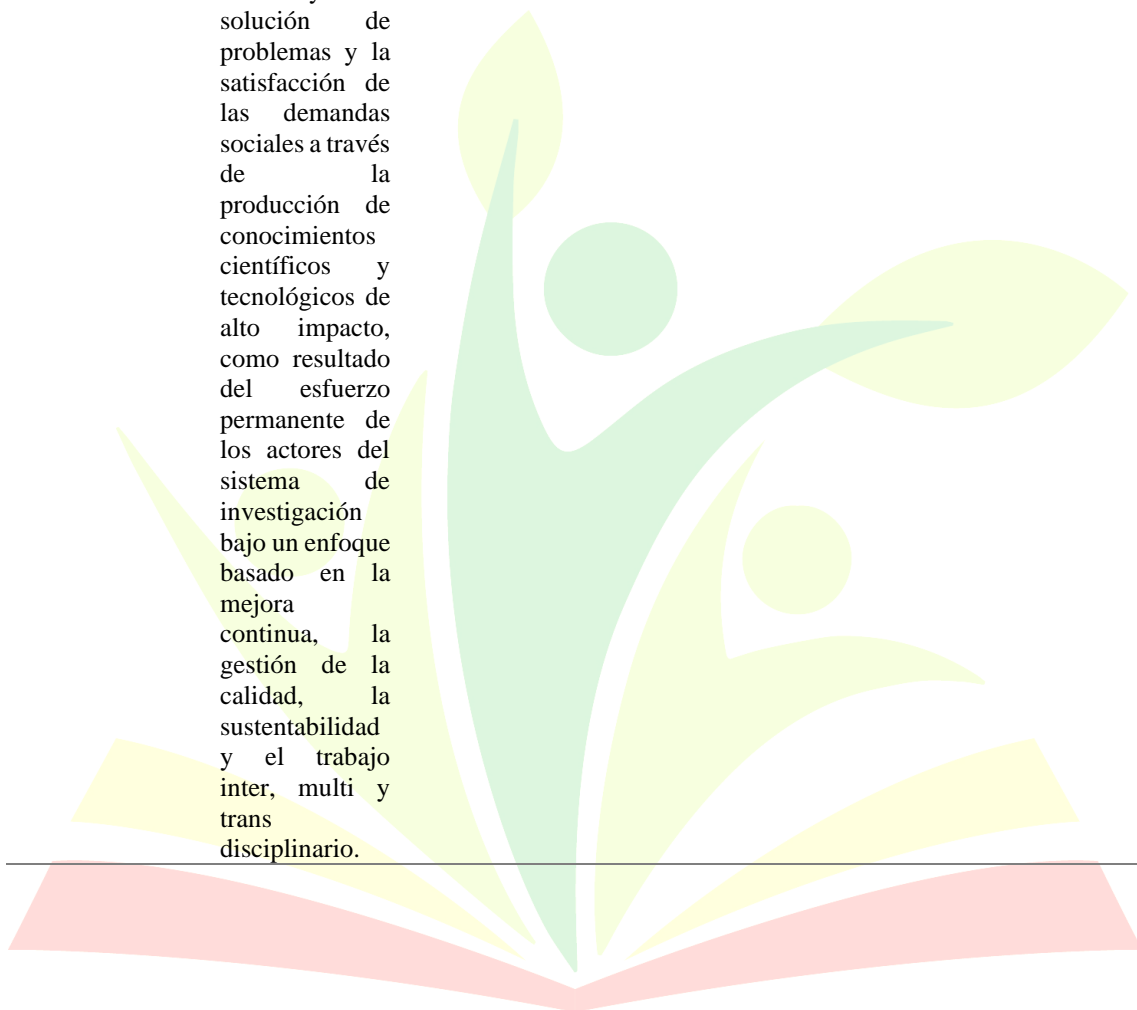 solución de
problemas y la
satisfacción de
las demandas
sociales a través
de la
producción de
conocimientos
científicos y
tecnológicos de
alto impacto,
como resultado
del esfuerzo
permanente de
los actores del
sistema de
investigación
bajo un enfoque
basado en la
mejora
continua, la
gestión de la
calidad, la
sustentabilidad
y el trabajo
inter, multi y
trans
disciplinario.